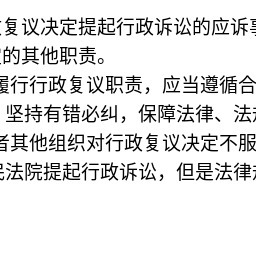 复议决定提起行政诉讼的应诉
的其他职责。
履行行政复议职责，应当遵循合
坚持有错必纠，保障法律、法
者其他组织对行政复议决定不服
法院提起行政诉讼，但是法律